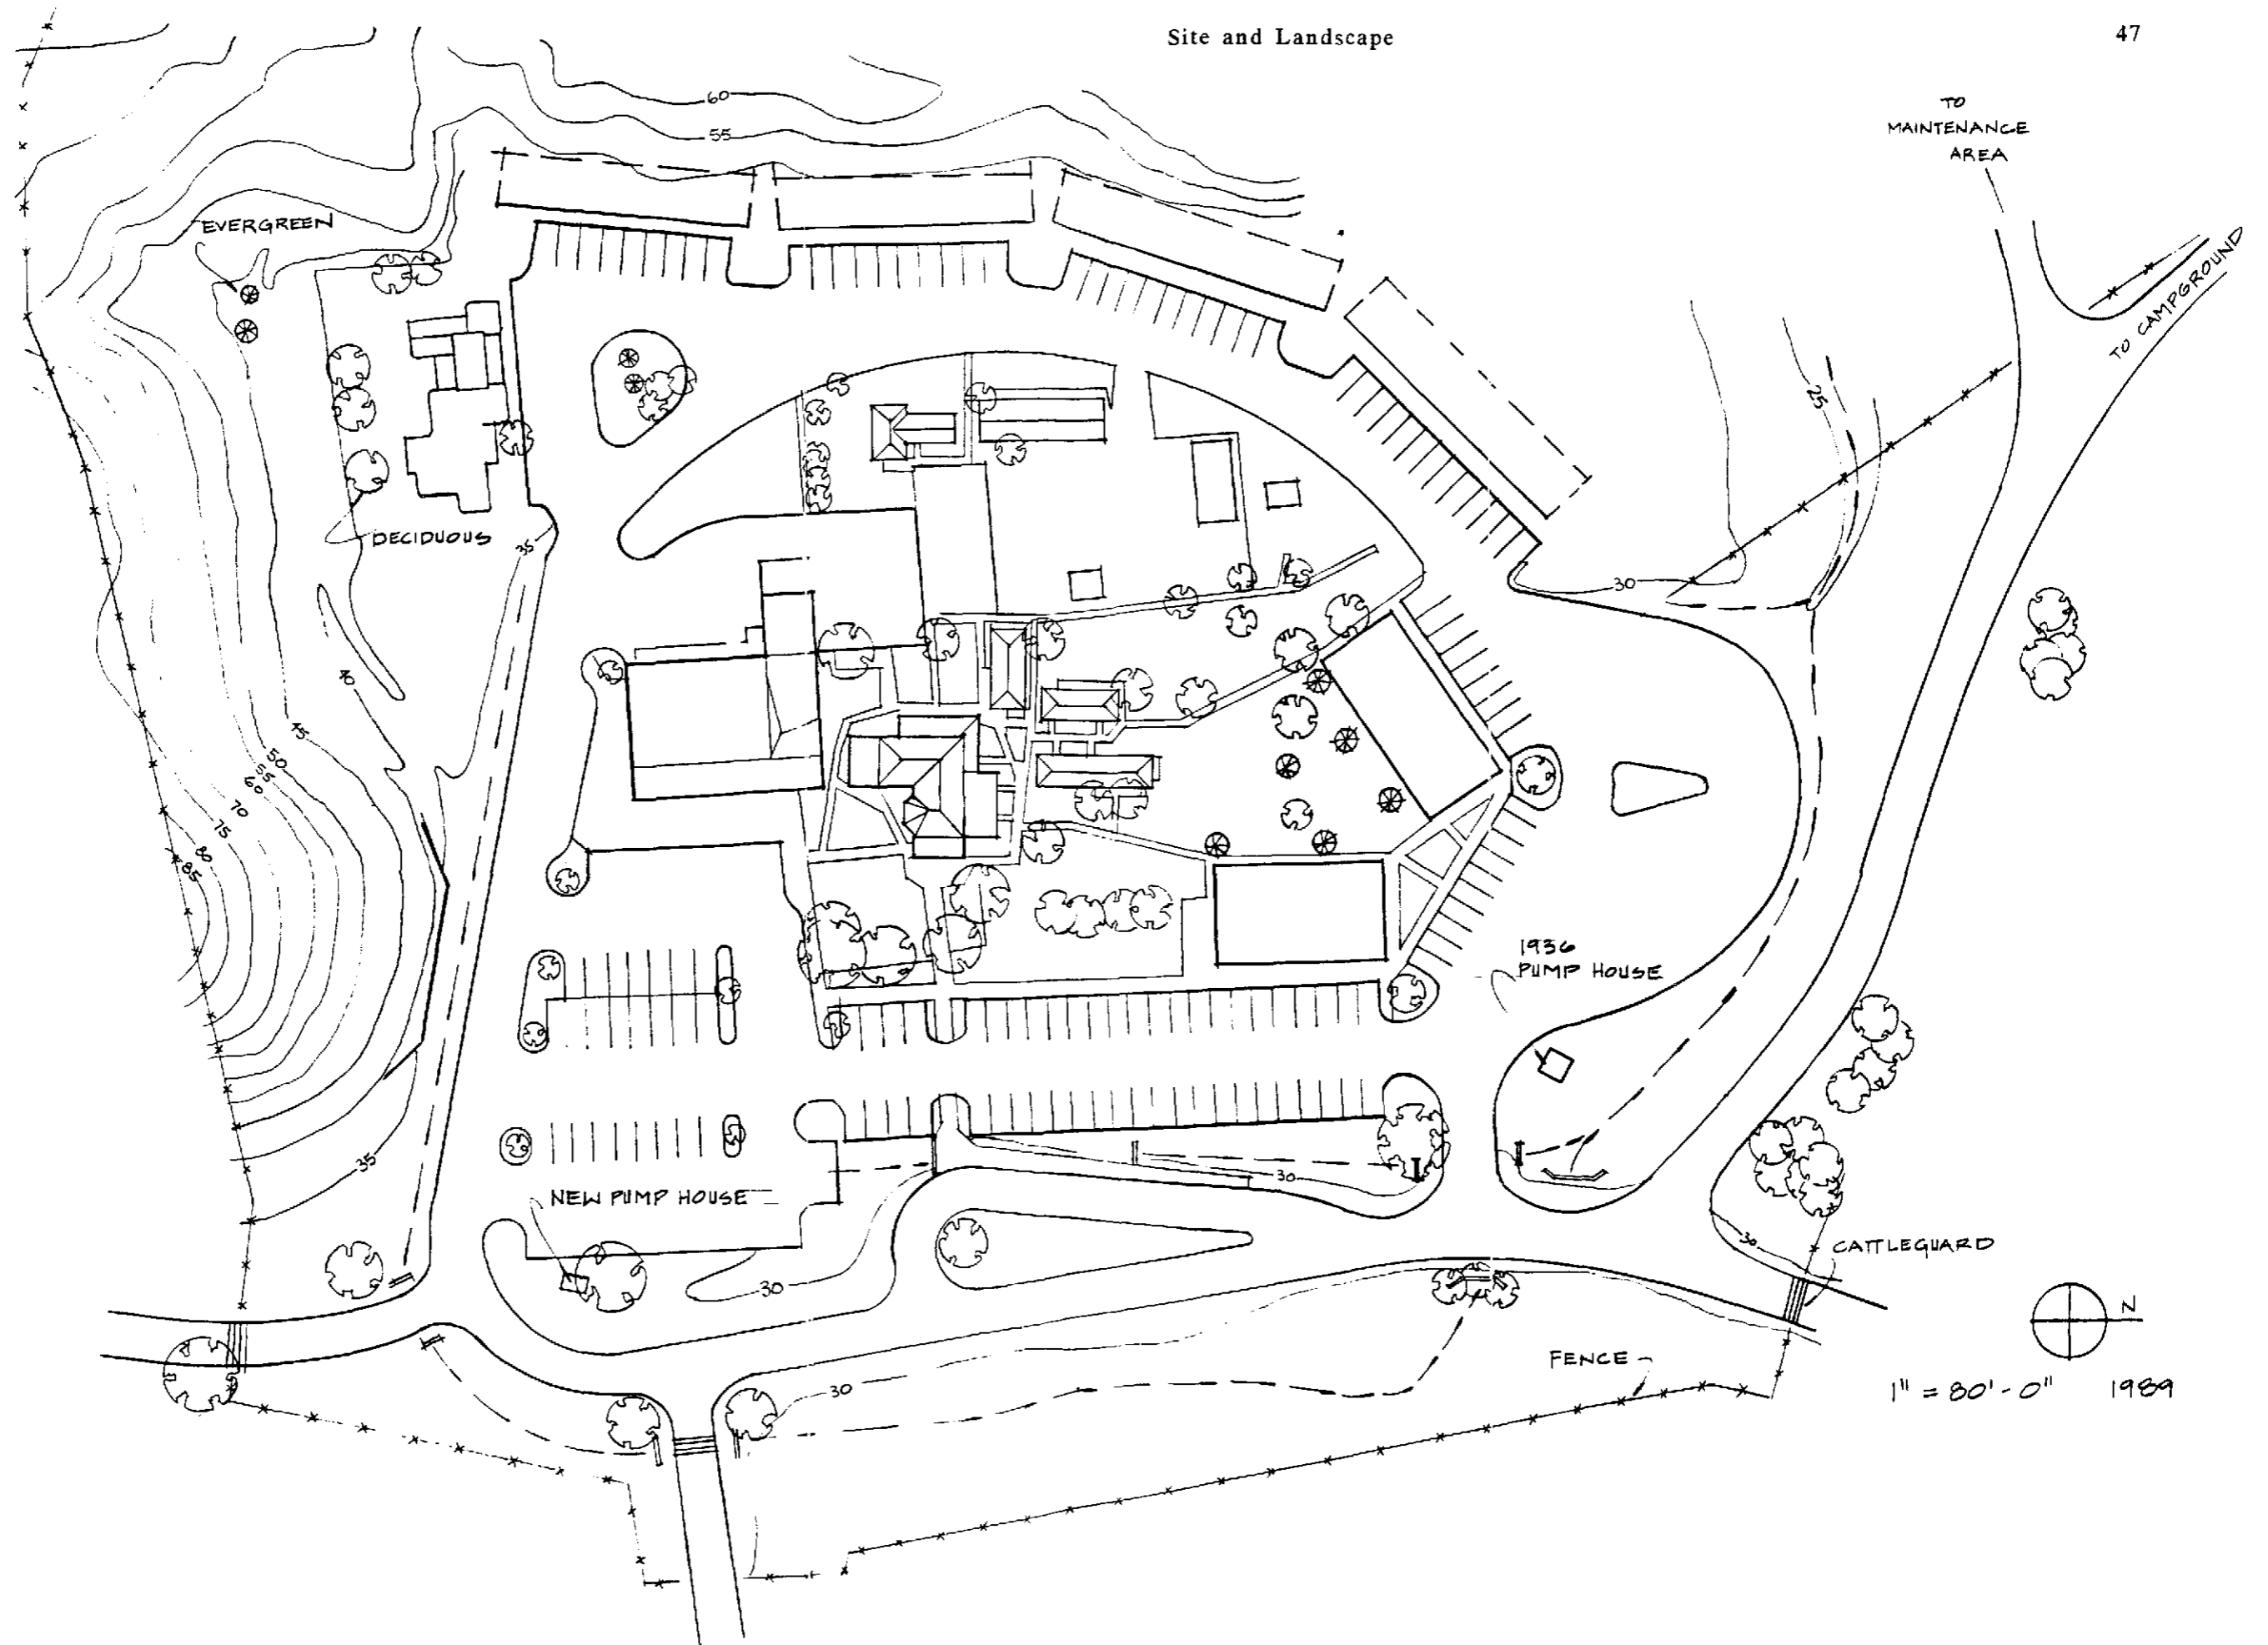 Site and Landscape
47
60
55
TO
MAINTENANCE
AREA
EVERGREEN
TO CAMPGROUND
25
DECIDUOUS
35
30
40
45
50
55
60
70
75
80
85
1936
PUMP HOUSE
35
30
NEW PUMP HOUSE
30
30
CATTLEGUARD
N
FENCE
30
1" = 80'-0" 1989